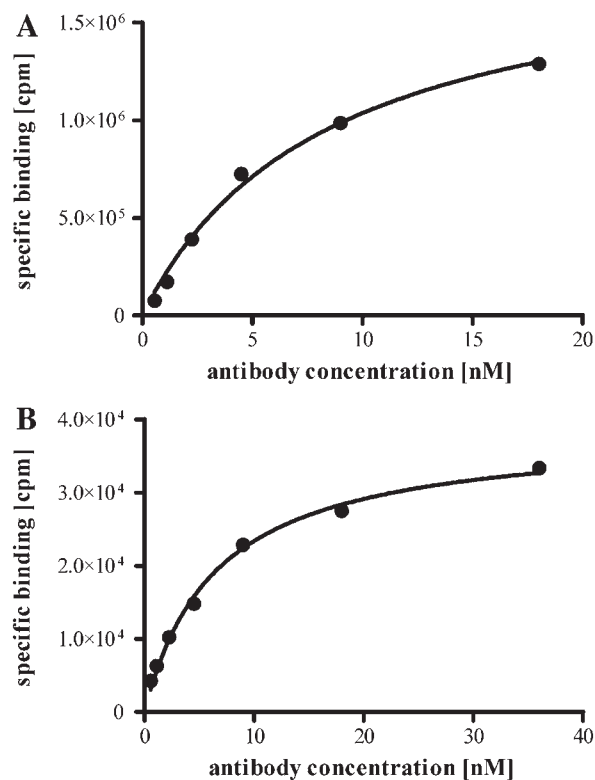 A
specific binding [cpm]
1.5×10⁶
1.0×10⁶
5.0×10⁵
0
0 5 10 15 20
antibody concentration [nM]
B
specific binding [cpm]
4.0×10⁴
3.0×10⁴
2.0×10⁴
1.0×10⁴
0
0 10 20 30 40
antibody concentration [nM]